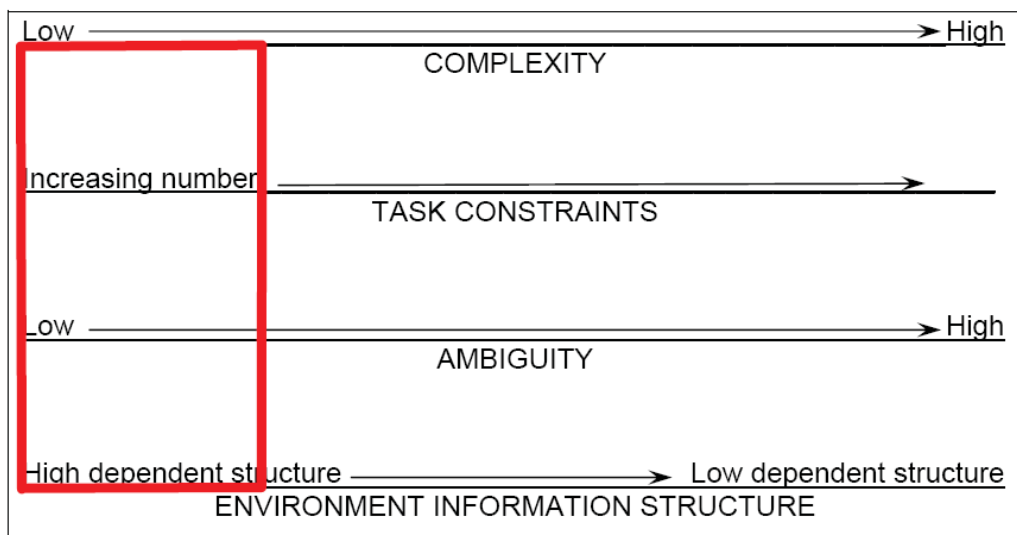 Low High
COMPLEXITY
Increasing number
TASK CONSTRAINTS
Low High
AMBIGUITY
High dependent structure Low dependent structure
ENVIRONMENT INFORMATION STRUCTURE